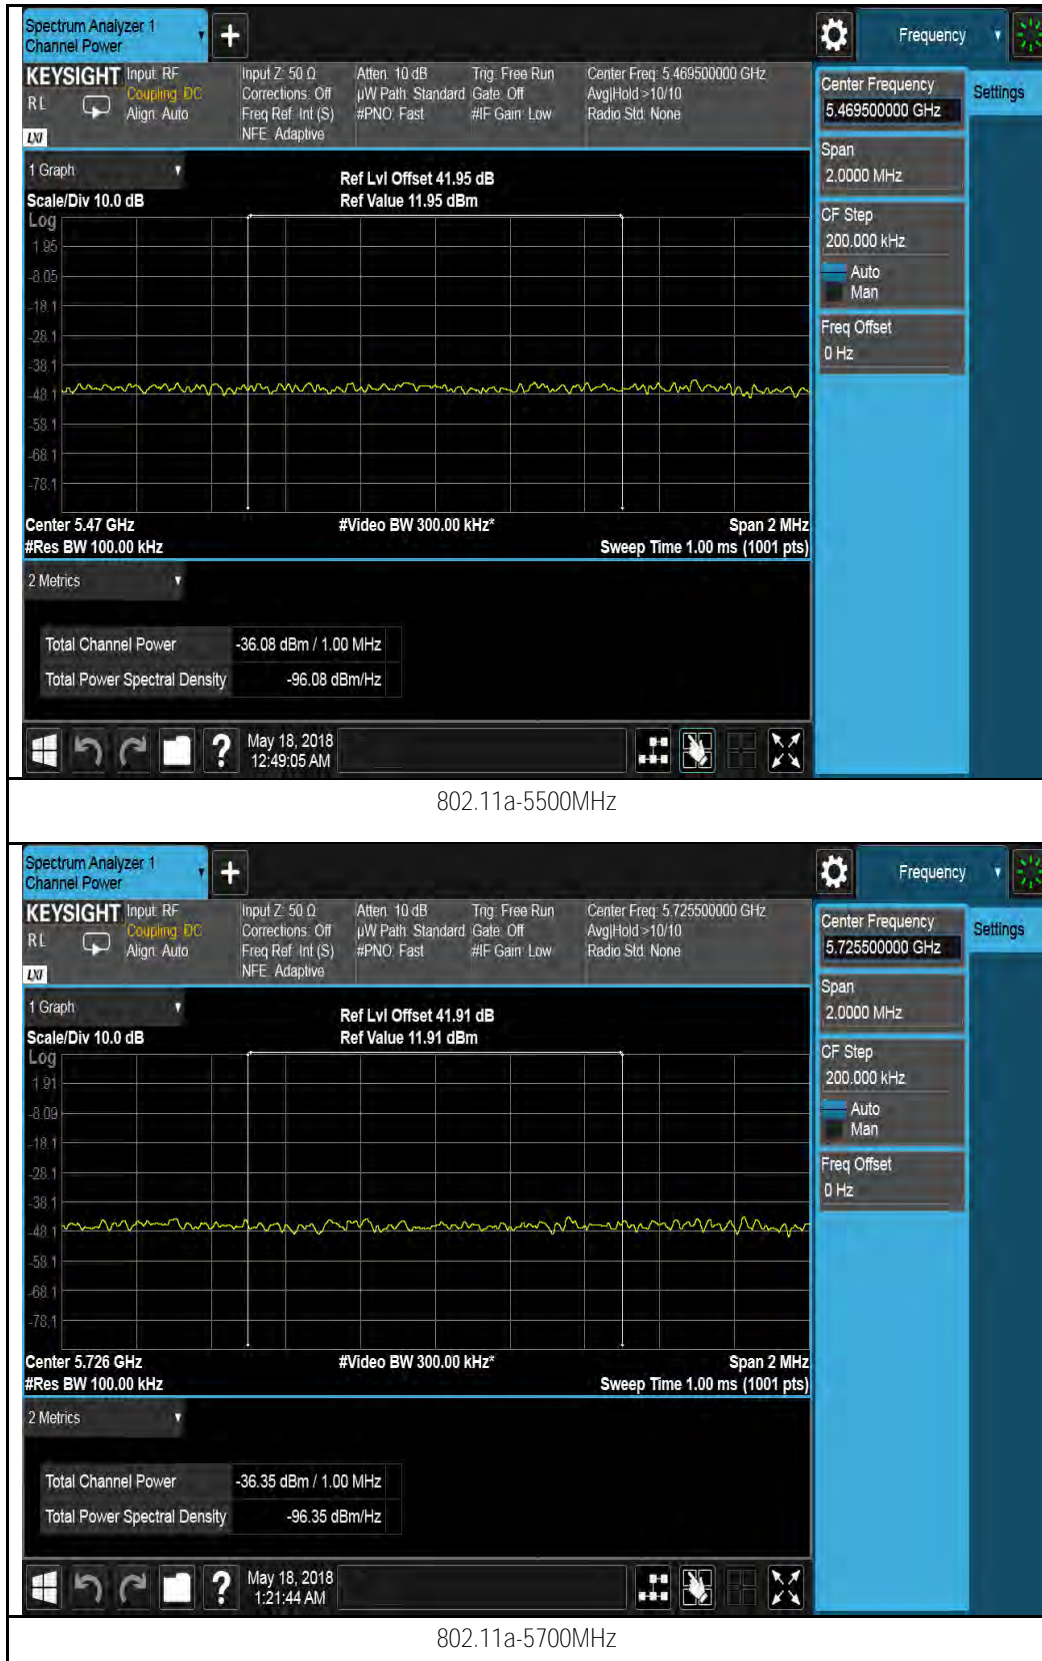 Spectrum Analyzer 1
Channel Power
+
Frequency
KEYSIGHT
RL
LXI
Input: RF
Coupling: DC
Align: Auto
Input Z: 50 Ω
Corrections: Off
Freq Ref: Int (S)
NFE: Adaptive
Atten: 10 dB
µW Path: Standard
#PNO: Fast
Trig: Free Run
Gate: Off
#IF Gain: Low
Center Freq: 5.469500000 GHz
Avg|Hold:>10/10
Radio Std: None
Center Frequency
5.469500000 GHz
Settings
Span
2.0000 MHz
CF Step
200.000 kHz
Auto
Man
Freq Offset
0 Hz
1 Graph
Scale/Div 10.0 dB
Ref Lvl Offset 41.95 dB
Ref Value 11.95 dBm
Log
1.95
-8.05
-18.1
-28.1
-38.1
-48.1
-58.1
-68.1
-78.1
Center 5.47 GHz
#Res BW 100.00 kHz
#Video BW 300.00 kHz*
Span 2 MHz
Sweep Time 1.00 ms (1001 pts)
2 Metrics
Total Channel Power -36.08 dBm / 1.00 MHz
Total Power Spectral Density -96.08 dBm/Hz
?
May 18, 2018
12:49:05 AM
802.11a-5500MHz
Spectrum Analyzer 1
Channel Power
+
Frequency
KEYSIGHT
RL
LXI
Input: RF
Coupling: DC
Align: Auto
Input Z: 50 Ω
Corrections: Off
Freq Ref: Int (S)
NFE: Adaptive
Atten: 10 dB
µW Path: Standard
#PNO: Fast
Trig: Free Run
Gate: Off
#IF Gain: Low
Center Freq: 5.725500000 GHz
Avg|Hold:>10/10
Radio Std: None
Center Frequency
5.725500000 GHz
Settings
Span
2.0000 MHz
CF Step
200.000 kHz
Auto
Man
Freq Offset
0 Hz
1 Graph
Scale/Div 10.0 dB
Ref Lvl Offset 41.91 dB
Ref Value 11.91 dBm
Log
1.91
-8.09
-18.1
-28.1
-38.1
-48.1
-58.1
-68.1
-78.1
Center 5.726 GHz
#Res BW 100.00 kHz
#Video BW 300.00 kHz*
Span 2 MHz
Sweep Time 1.00 ms (1001 pts)
2 Metrics
Total Channel Power -36.35 dBm / 1.00 MHz
Total Power Spectral Density -96.35 dBm/Hz
?
May 18, 2018
1:21:44 AM
802.11a-5700MHz